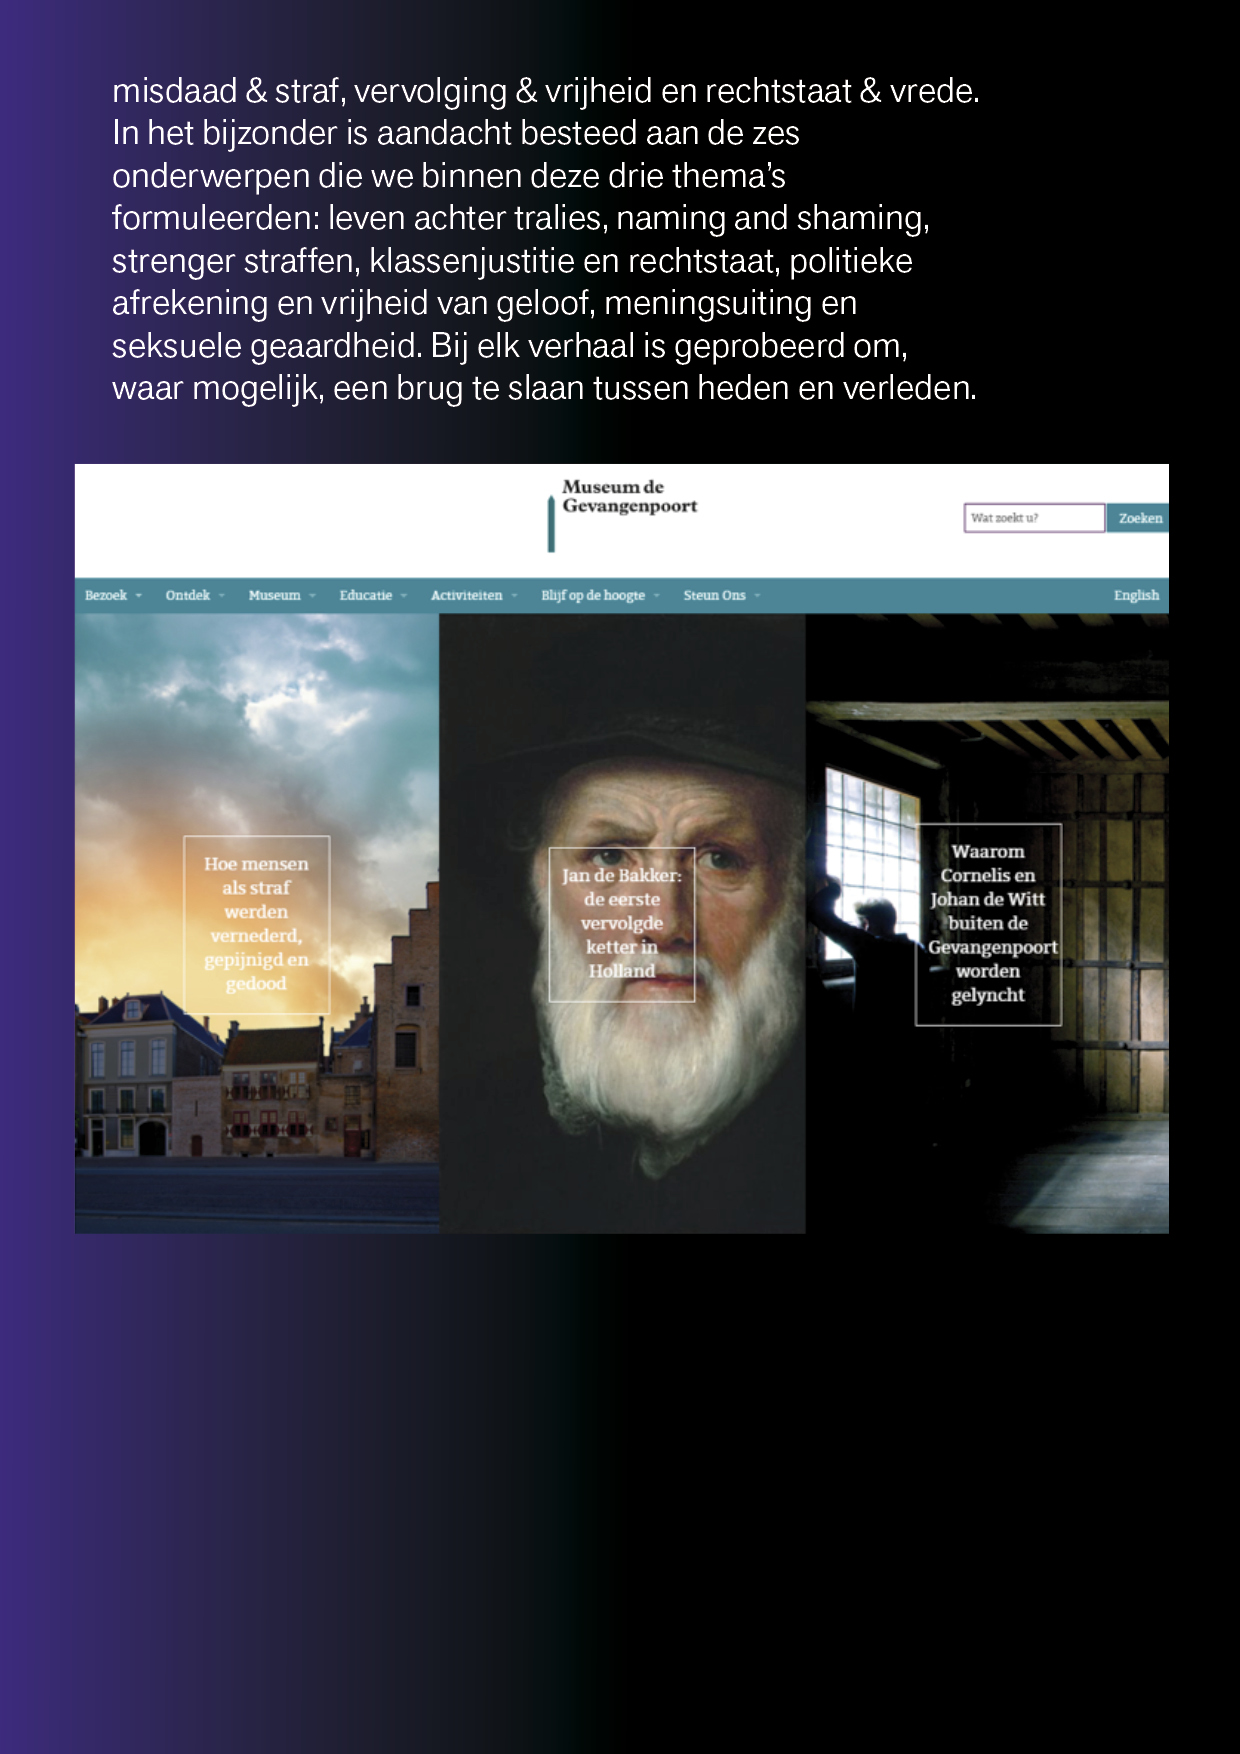 misdaad & straf, vervolging & vrijheid en rechtstaat & vrede.
In het bijzonder is aandacht besteed aan de zes
onderwerpen die we binnen deze drie thema’s
formuleerden: leven achter tralies, naming and shaming,
strenger straffen, klassenjustitie en rechtstaat, politieke
afrekening en vrijheid van geloof, meningsuiting en
seksuele geaardheid. Bij elk verhaal is geprobeerd om,
waar mogelijk, een brug te slaan tussen heden en verleden.
Museum de
Gevangenpoort
Wat zoekt u?
Zoeken
Bezoek Ontdek Museum Educatie Activiteiten Blijf op de hoogte Steun Ons English
Hoe mensen
als straf
werden
vernederd,
gepijnigd en
gedood
Jan de Bakker:
de eerste
vervolgde
ketter in
Holland
Waarom
Cornelis en
Johan de Witt
buiten de
Gevangenpoort
worden
gelyncht